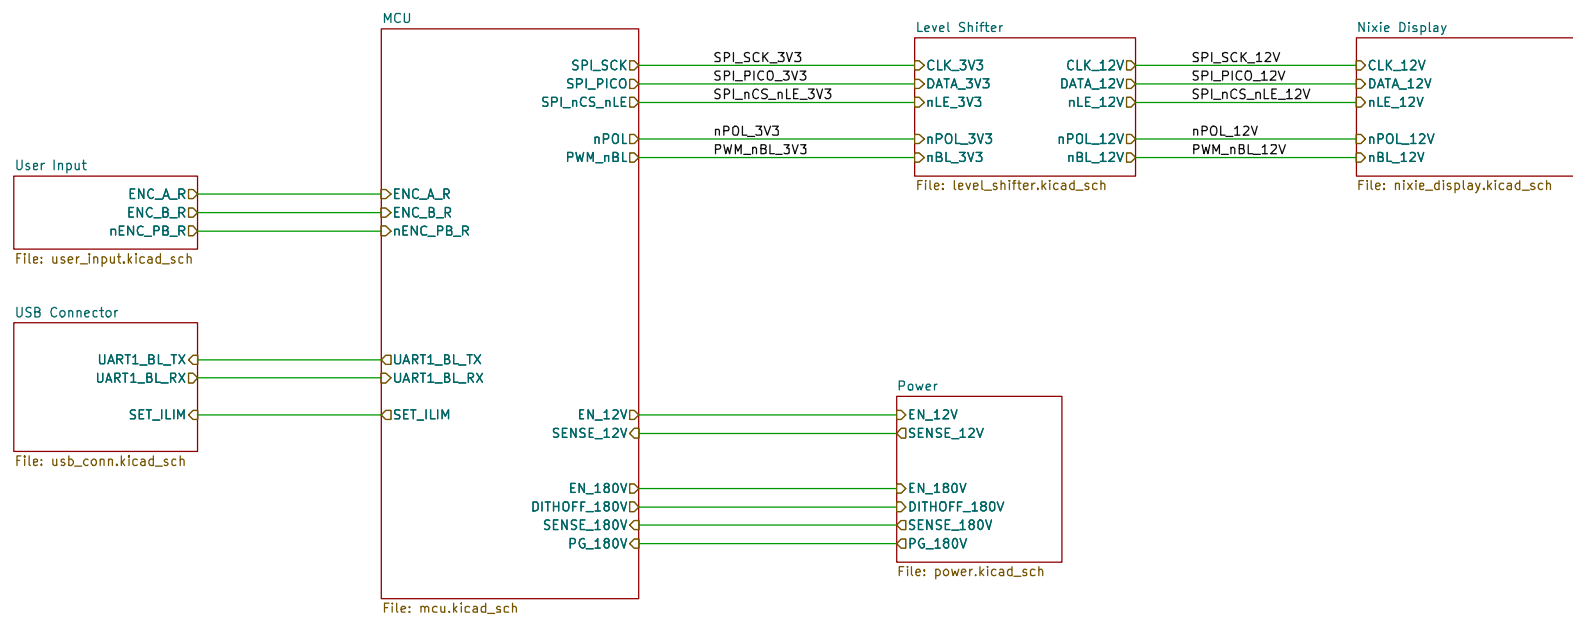 MCU
SPI_SCK
SPI_PICO
SPI_nCS_nLE
nPOL
PWM_nBL
ENC_A_R
ENC_B_R
nENC_PB_R
UART1_BL_TX
UART1_BL_RX
SET_ILIM
EN_12V
SENSE_12V
EN_180V
DITHOFF_180V
SENSE_180V
PG_180V
File: mcu.kicad_sch
SPI_SCK_3V3
SPI_PICO_3V3
SPI_nCS_nLE_3V3
nPOL_3V3
PWM_nBL_3V3
Level Shifter
CLK_3V3 CLK_12V
DATA_3V3 DATA_12V
nLE_3V3 nLE_12V
nPOL_3V3 nPOL_12V
nBL_3V3 nBL_12V
File: level_shifter.kicad_sch
SPI_SCK_12V
SPI_PICO_12V
SPI_nCS_nLE_12V
nPOL_12V
PWM_nBL_12V
Nixie Display
CLK_12V
DATA_12V
nLE_12V
nPOL_12V
nBL_12V
File: nixie_display.kicad_sch
User Input
ENC_A_R
ENC_B_R
nENC_PB_R
File: user_input.kicad_sch
USB Connector
UART1_BL_TX
UART1_BL_RX
SET_ILIM
File: usb_conn.kicad_sch
Power
EN_12V
SENSE_12V
EN_180V
DITHOFF_180V
SENSE_180V
PG_180V
File: power.kicad_sch